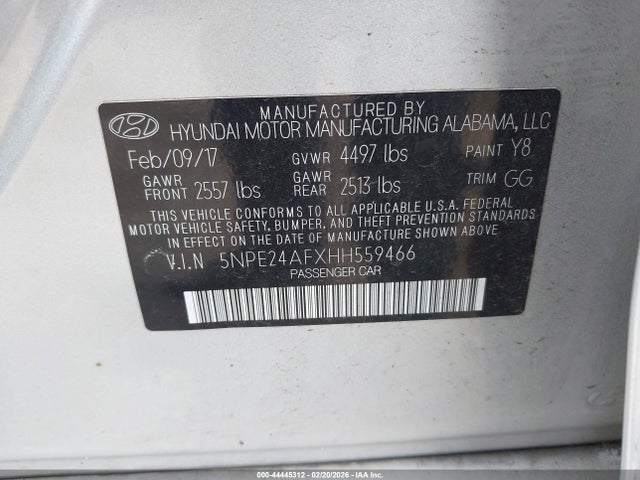 MANUFACTURED BY
HYUNDAI MOTOR MANUFACTURING ALABAMA, LLC
Feb/09/17 GVWR 4497 lbs PAINT Y8
GAWR FRONT 2557 lbs GAWR REAR 2513 lbs TRIM GG
THIS VEHICLE CONFORMS TO ALL APPLICABLE U.S.A. FEDERAL
MOTOR VEHICLE SAFETY, BUMPER, AND THEFT PREVENTION STANDARDS
IN EFFECT ON THE DATE OF MANUFACTURE SHOWN ABOVE.
V.I.N 5NPE24AFXHH559466
PASSENGER CAR
000-44445312 - 02/20/2026 - IAAI.COM